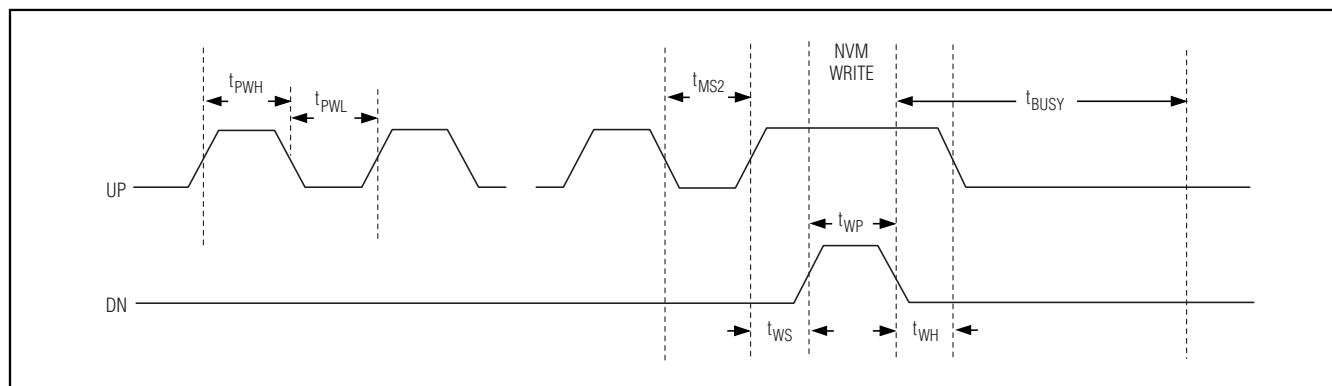 NVM
WRITE
tPWH
tPWL
tMS2
tBUSY
UP
tWP
DN
tWS
tWH